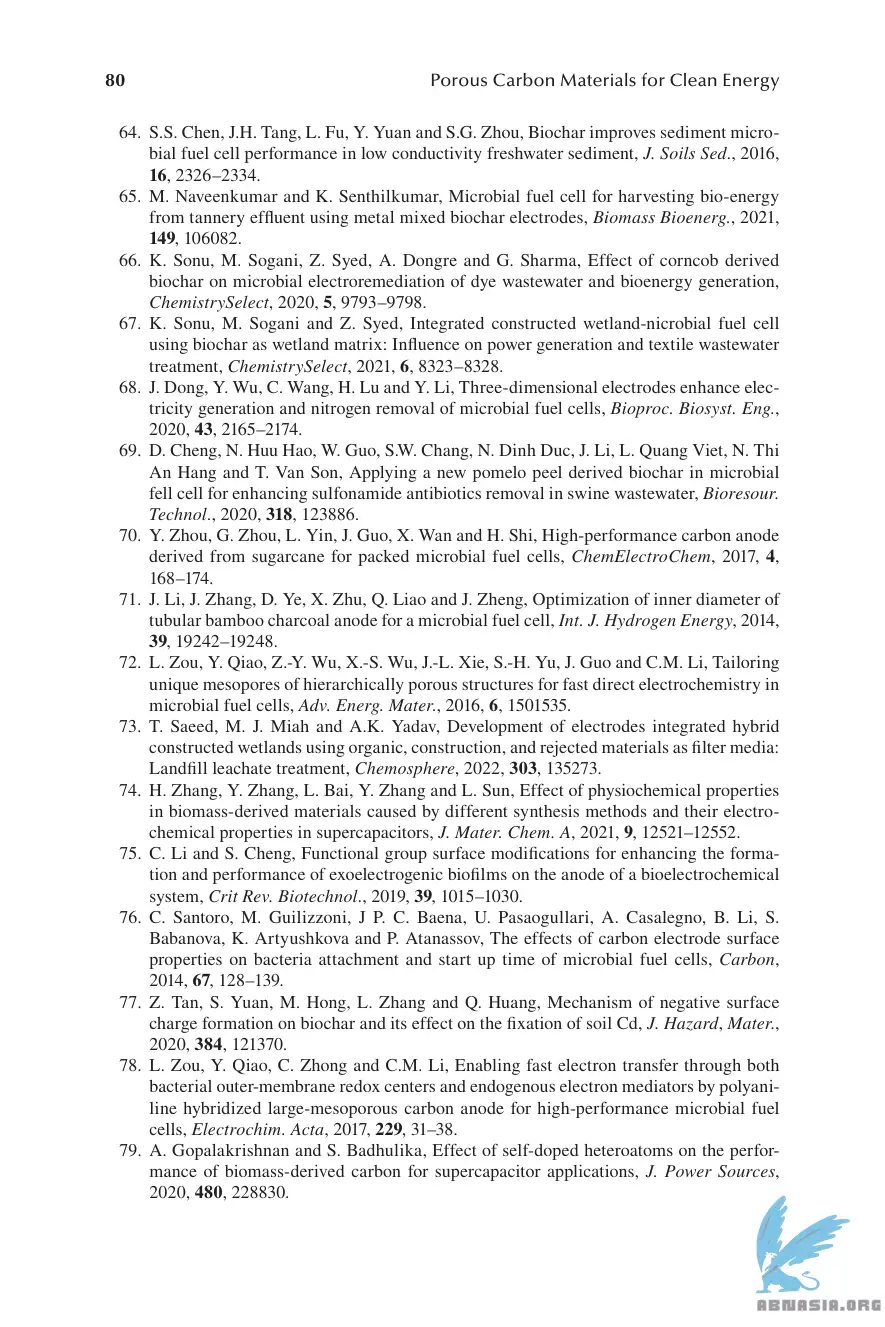 80
Porous Carbon Materials for Clean Energy
64. S.S. Chen, J.H. Tang, L. Fu, Y. Yuan and S.G. Zhou, Biochar improves sediment micro-
bial fuel cell performance in low conductivity freshwater sediment, J. Soils Sed., 2016,
16, 2326–2334.
65. M. Naveenkumar and K. Senthilkumar, Microbial fuel cell for harvesting bio-energy
from tannery effluent using metal mixed biochar electrodes, Biomass Bioenerg., 2021,
149, 106082.
66. K. Sonu, M. Sogani, Z. Syed, A. Dongre and G. Sharma, Effect of corncob derived
biochar on microbial electroremediation of dye wastewater and bioenergy generation,
ChemistrySelect, 2020, 5, 9793–9798.
67. K. Sonu, M. Sogani and Z. Syed, Integrated constructed wetland-nicrobial fuel cell
using biochar as wetland matrix: Influence on power generation and textile wastewater
treatment, ChemistrySelect, 2021, 6, 8323–8328.
68. J. Dong, Y. Wu, C. Wang, H. Lu and Y. Li, Three-dimensional electrodes enhance elec-
tricity generation and nitrogen removal of microbial fuel cells, Bioproc. Biosyst. Eng.,
2020, 43, 2165–2174.
69. D. Cheng, N. Huu Hao, W. Guo, S.W. Chang, N. Dinh Duc, J. Li, L. Quang Viet, N. Thi
An Hang and T. Van Son, Applying a new pomelo peel derived biochar in microbial
fell cell for enhancing sulfonamide antibiotics removal in swine wastewater, Bioresour.
Technol., 2020, 318, 123886.
70. Y. Zhou, G. Zhou, L. Yin, J. Guo, X. Wan and H. Shi, High-performance carbon anode
derived from sugarcane for packed microbial fuel cells, ChemElectroChem, 2017, 4,
168–174.
71. J. Li, J. Zhang, D. Ye, X. Zhu, Q. Liao and J. Zheng, Optimization of inner diameter of
tubular bamboo charcoal anode for a microbial fuel cell, Int. J. Hydrogen Energy, 2014,
39, 19242–19248.
72. L. Zou, Y. Qiao, Z.-Y. Wu, X.-S. Wu, J.-L. Xie, S.-H. Yu, J. Guo and C.M. Li, Tailoring
unique mesopores of hierarchically porous structures for fast direct electrochemistry in
microbial fuel cells, Adv. Energ. Mater., 2016, 6, 1501535.
73. T. Saeed, M. J. Miah and A.K. Yadav, Development of electrodes integrated hybrid
constructed wetlands using organic, construction, and rejected materials as filter media:
Landfill leachate treatment, Chemosphere, 2022, 303, 135273.
74. H. Zhang, Y. Zhang, L. Bai, Y. Zhang and L. Sun, Effect of physiochemical properties
in biomass-derived materials caused by different synthesis methods and their electro-
chemical properties in supercapacitors, J. Mater. Chem. A, 2021, 9, 12521–12552.
75. C. Li and S. Cheng, Functional group surface modifications for enhancing the forma-
tion and performance of exoelectrogenic biofilms on the anode of a bioelectrochemical
system, Crit Rev. Biotechnol., 2019, 39, 1015–1030.
76. C. Santoro, M. Guilizzoni, J P. C. Baena, U. Pasaogullari, A. Casalegno, B. Li, S.
Babanova, K. Artyushkova and P. Atanassov, The effects of carbon electrode surface
properties on bacteria attachment and start up time of microbial fuel cells, Carbon,
2014, 67, 128–139.
77. Z. Tan, S. Yuan, M. Hong, L. Zhang and Q. Huang, Mechanism of negative surface
charge formation on biochar and its effect on the fixation of soil Cd, J. Hazard, Mater.,
2020, 384, 121370.
78. L. Zou, Y. Qiao, C. Zhong and C.M. Li, Enabling fast electron transfer through both
bacterial outer-membrane redox centers and endogenous electron mediators by polyani-
line hybridized large-mesoporous carbon anode for high-performance microbial fuel
cells, Electrochim. Acta, 2017, 229, 31–38.
79. A. Gopalakrishnan and S. Badhulika, Effect of self-doped heteroatoms on the perfor-
mance of biomass-derived carbon for supercapacitor applications, J. Power Sources,
2020, 480, 228830.
ABNASIA.ORG